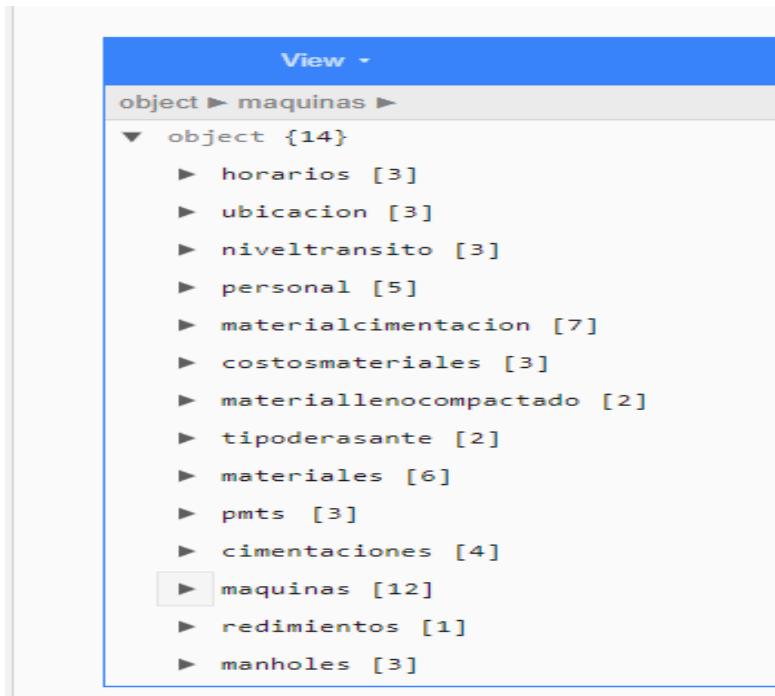 View
object ► maquinas ►
object {14}
horarios [3]
ubicacion [3]
niveltransito [3]
personal [5]
materialcimentacion [7]
costosmateriales [3]
materiallenocompactado [2]
tipoderasante [2]
materiales [6]
pmts [3]
cimentaciones [4]
maquinas [12]
redimientos [1]
manholes [3]